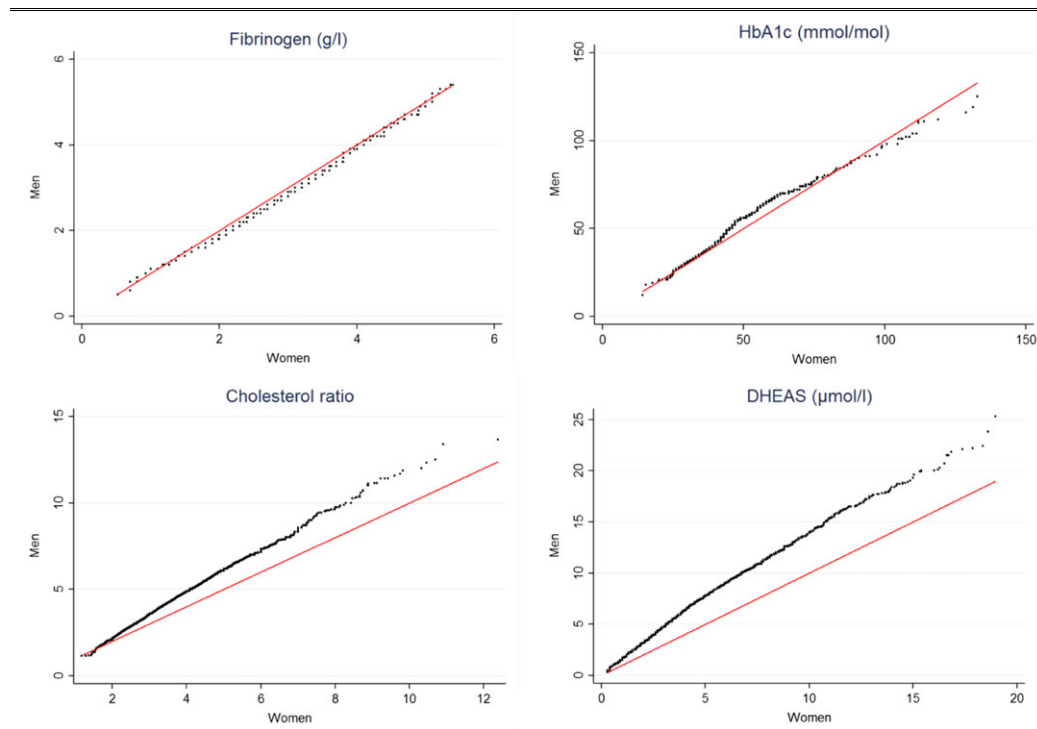 Fibrinogen (g/l)
6
4
2
0
Men
0 2 4 6
Women
HbA1c (mmol/mol)
150
100
50
0
Men
0 50 100 150
Women
Cholesterol ratio
15
10
5
0
Men
2 4 6 8 10 12
Women
DHEAS (µmol/l)
25
20
15
10
5
0
Men
0 5 10 15 20
Women